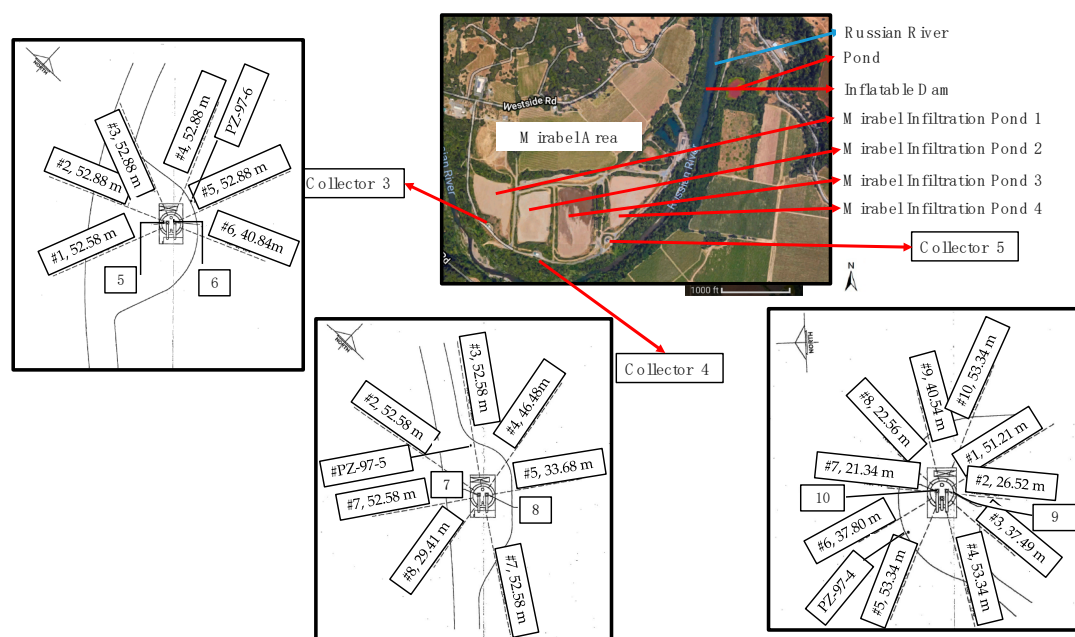 NORTH
#1, 52.58 m
#2, 52.88 m
#3, 52.88 m
#4, 52.88 m
PZ-97-6
#5, 52.88 m
#6, 40.84m
5
6
Westside Rd
Mirabel Area
Russian River
Russian River
Pond
Inflatable Dam
Mirabel Infiltration Pond 1
Mirabel Infiltration Pond 2
Mirabel Infiltration Pond 3
Mirabel Infiltration Pond 4
Collector 3
Collector 5
Collector 4
N
1000 ft
NORTH
#2, 52.58 m
#3, 52.58 m
#4, 46.48m
#PZ-97-5
#5, 33.68 m
7
8
#7, 52.58 m
#8, 29.41 m
#7, 52.58 m
NORTH
#8, 22.56 m
#9, 40.54 m
#10, 53.34 m
#1, 51.21 m
#7, 21.34 m
#2, 26.52 m
10
9
#6, 37.80 m
#3, 37.49 m
PZ-97-4
#5, 53.34 m
#4, 53.34 m